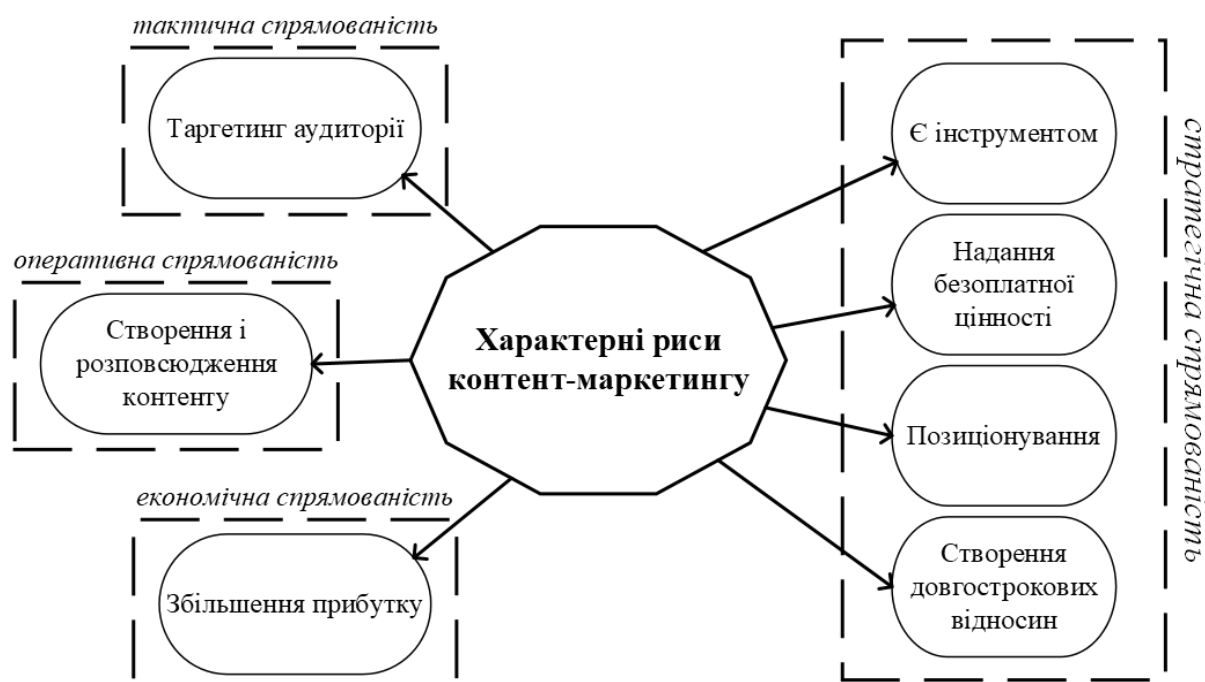 тактична спрямованість
Таргетинг аудиторії
оперативна спрямованість
Створення і
розповсюдження
контенту
економічна спрямованість
Збільшення прибутку
Характерні риси
контент-маркетингу
Є інструментом
Надання
безоплатної
цінності
Позиціонування
Створення
довгострокових
відносин
стратегічна спрямованість